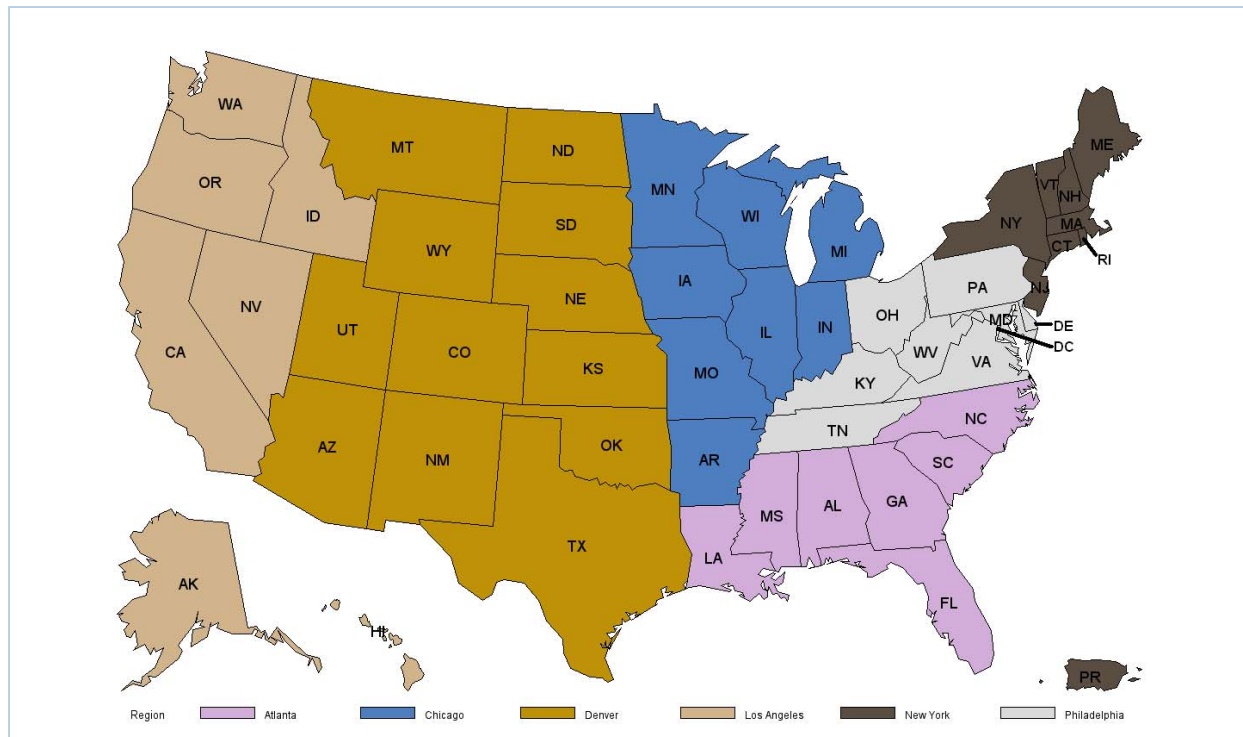 WA
MT
ND
ME
OR
ID
MN
VT
NH
SD
WI
NY
MA
WY
MI
CT
RI
NV
NE
IA
PA
NJ
UT
CA
CO
IL
IN
OH
MD
DE
DC
KS
MO
WV
VA
KY
AZ
NM
OK
AR
TN
NC
SC
TX
MS
AL
GA
LA
AK
FL
HI
PR
Region Atlanta Chicago Denver Los Angeles New York Philadelphia